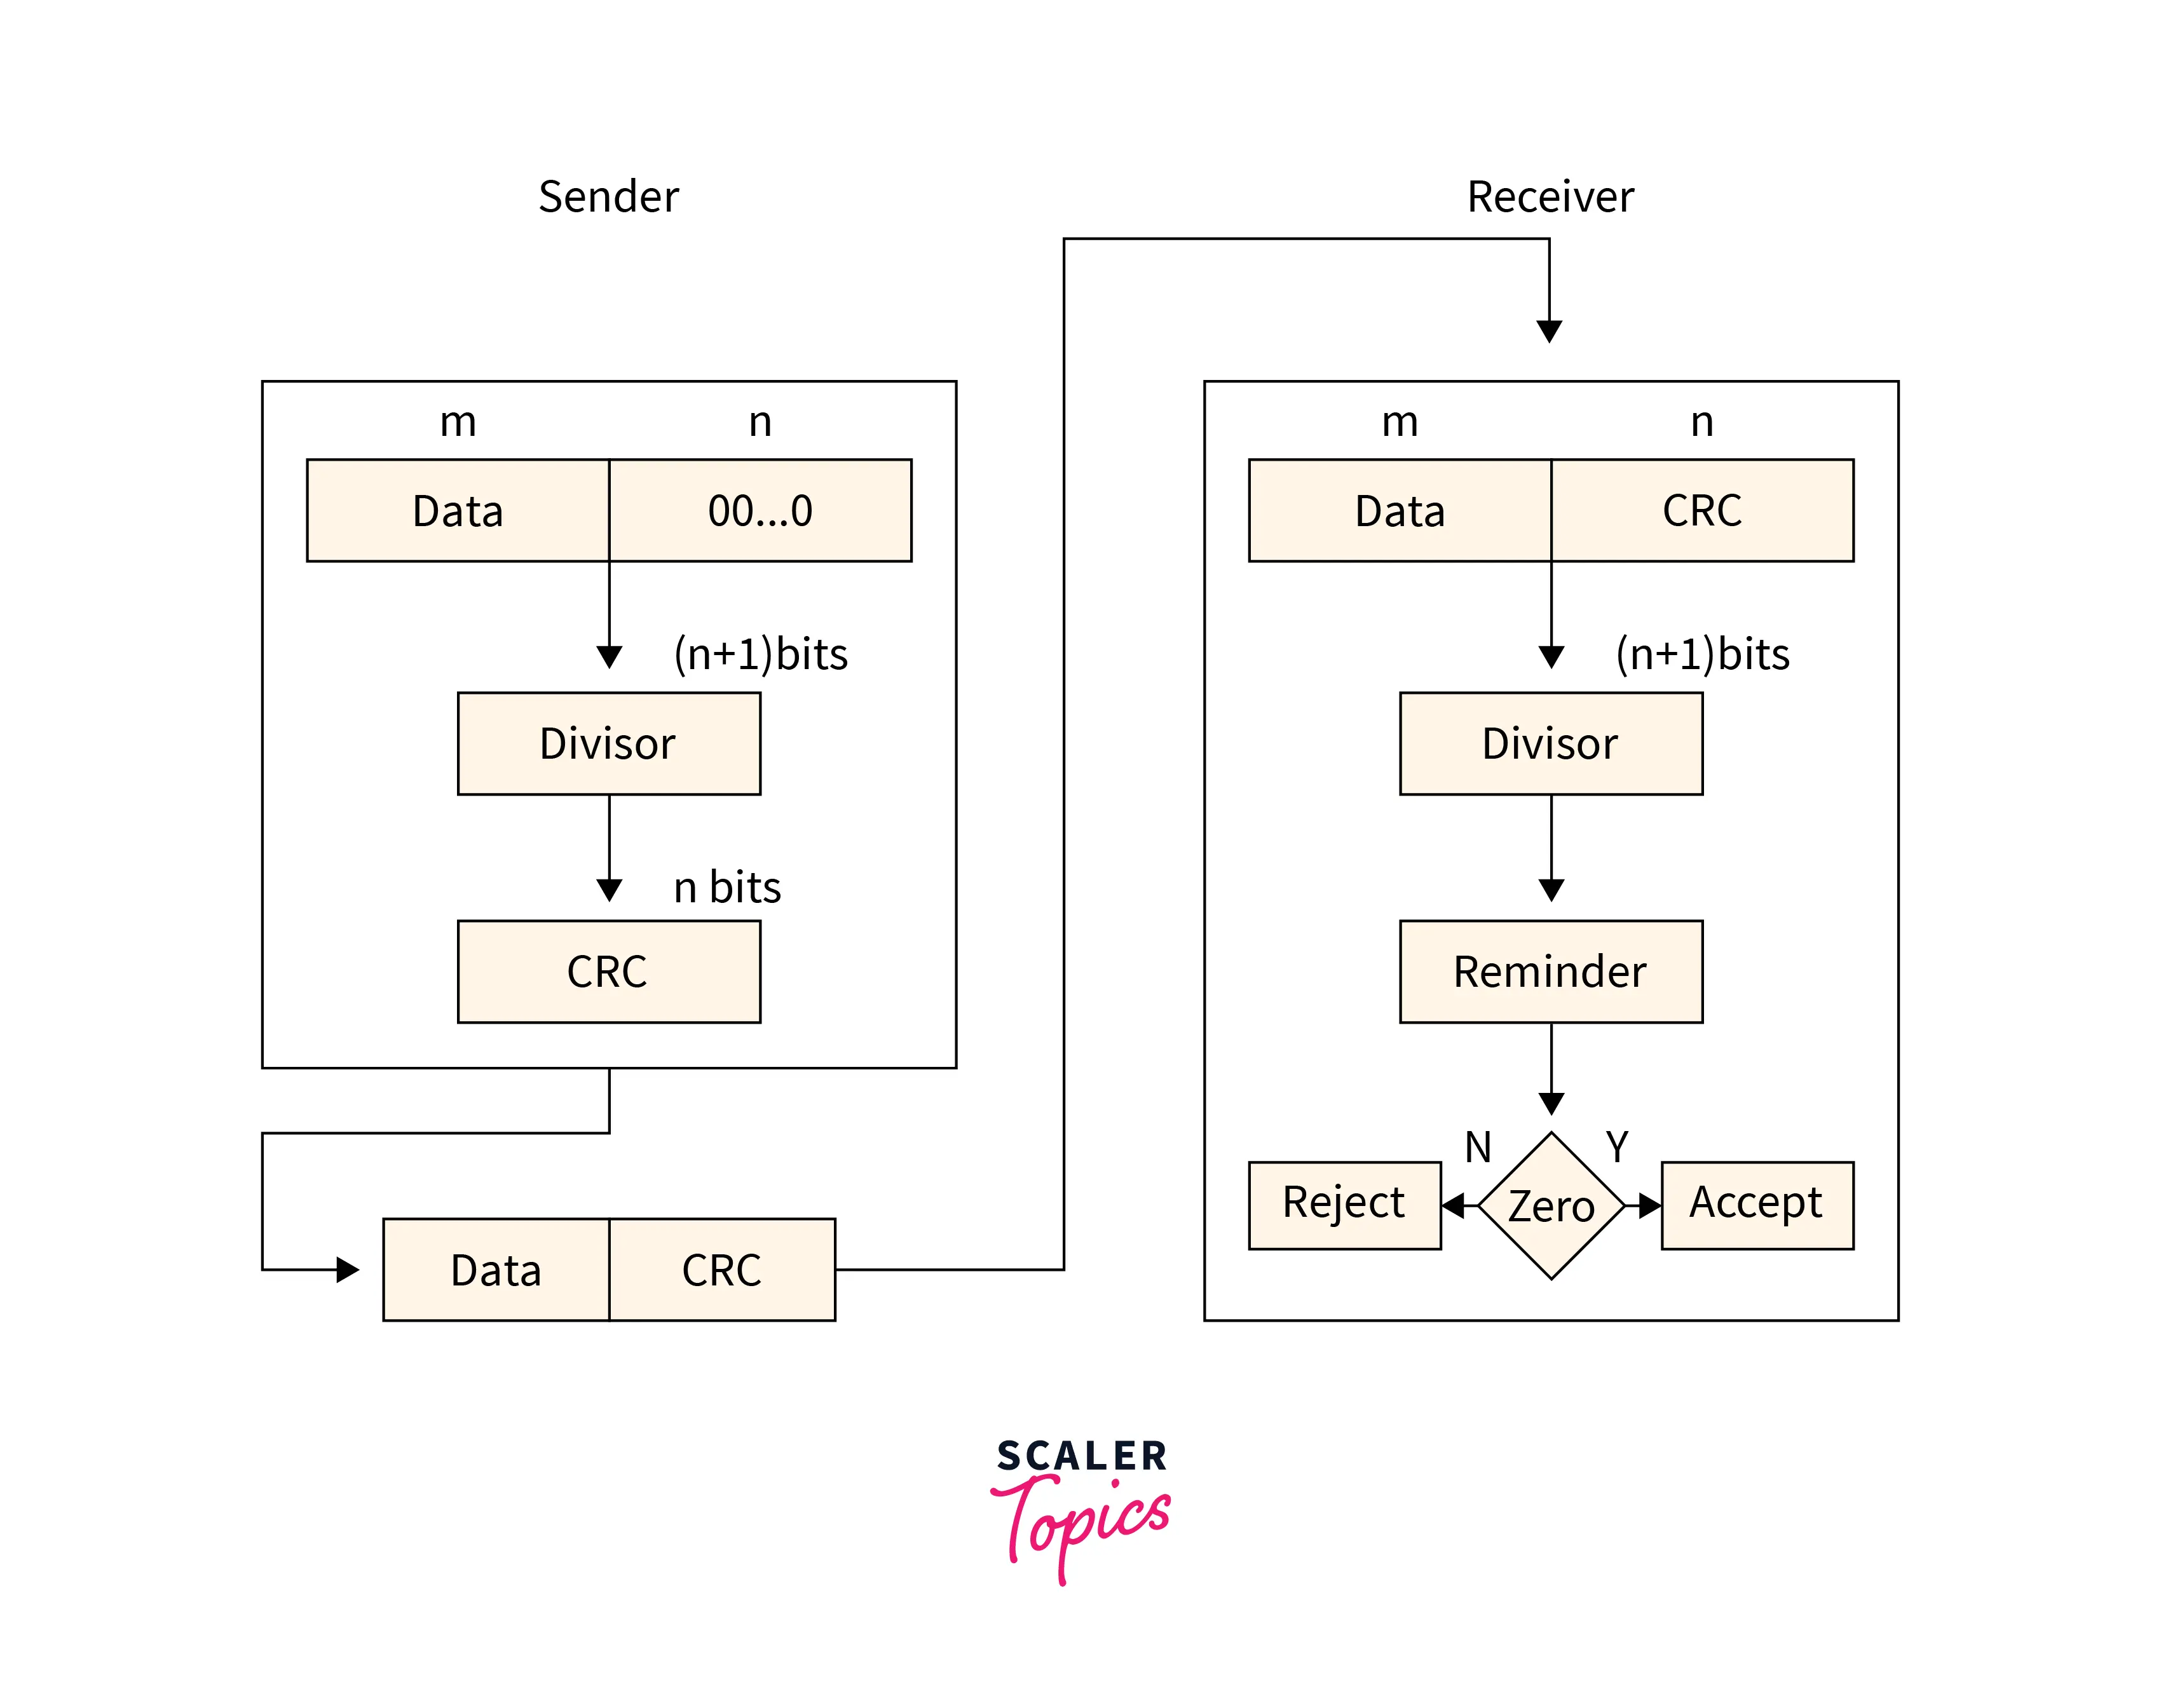 Sender
m n
Data 00...0
(n+1)bits
Divisor
n bits
CRC
Data CRC
Receiver
m n
Data CRC
(n+1)bits
Divisor
Reminder
N Y
Reject Zero Accept
SCALER
Topics